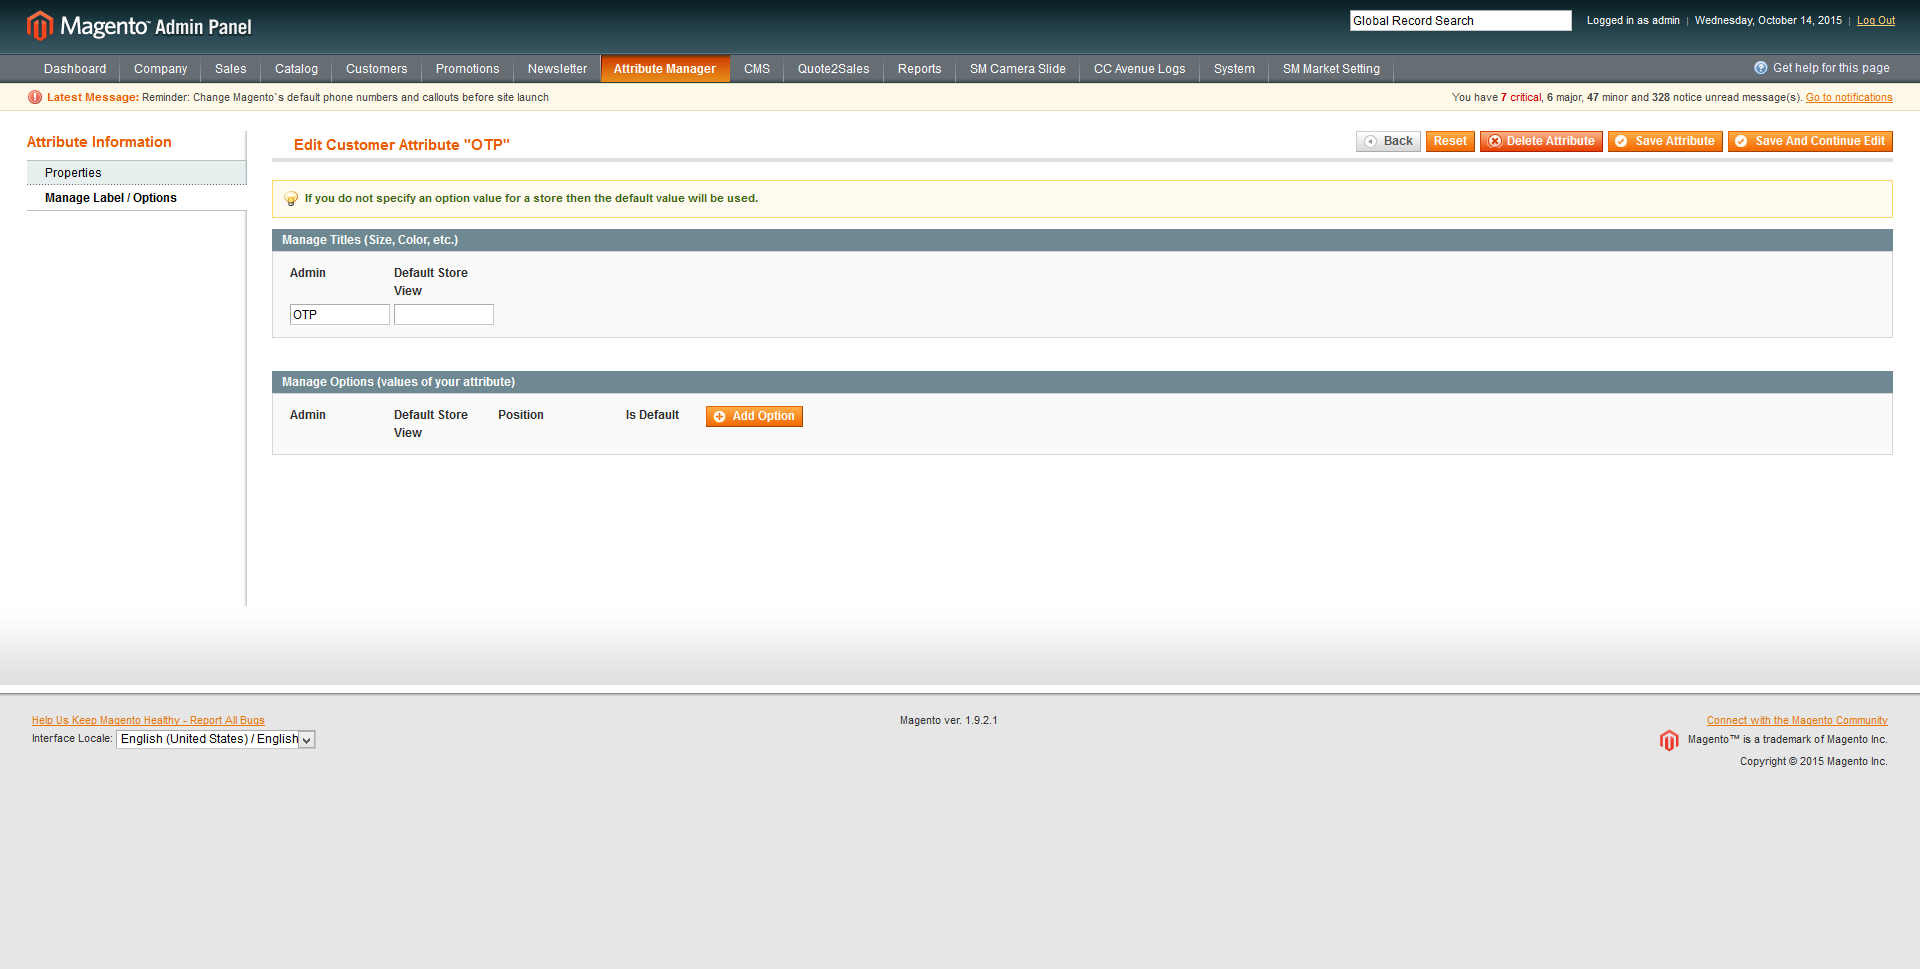 Magento™ Admin Panel
Global Record Search
Logged in as admin | Wednesday, October 14, 2015 | Log Out
Dashboard Company Sales Catalog Customers Promotions Newsletter Attribute Manager CMS Quote2Sales Reports SM Camera Slide CC Avenue Logs System SM Market Setting
Get help for this page
Latest Message: Reminder: Change Magento`s default phone numbers and callouts before site launch
You have 7 critical, 6 major, 47 minor and 328 notice unread message(s). Go to notifications
Attribute Information
Properties
Manage Label / Options
Edit Customer Attribute "OTP"
Back Reset Delete Attribute Save Attribute Save And Continue Edit
If you do not specify an option value for a store then the default value will be used.
Manage Titles (Size, Color, etc.)
Admin Default Store
View
OTP
Manage Options (values of your attribute)
Admin Default Store Position Is Default Add Option
View
Help Us Keep Magento Healthy - Report All Bugs
Interface Locale: English (United States) / English
Magento ver. 1.9.2.1
Connect with the Magento Community
Magento™ is a trademark of Magento Inc.
Copyright © 2015 Magento Inc.